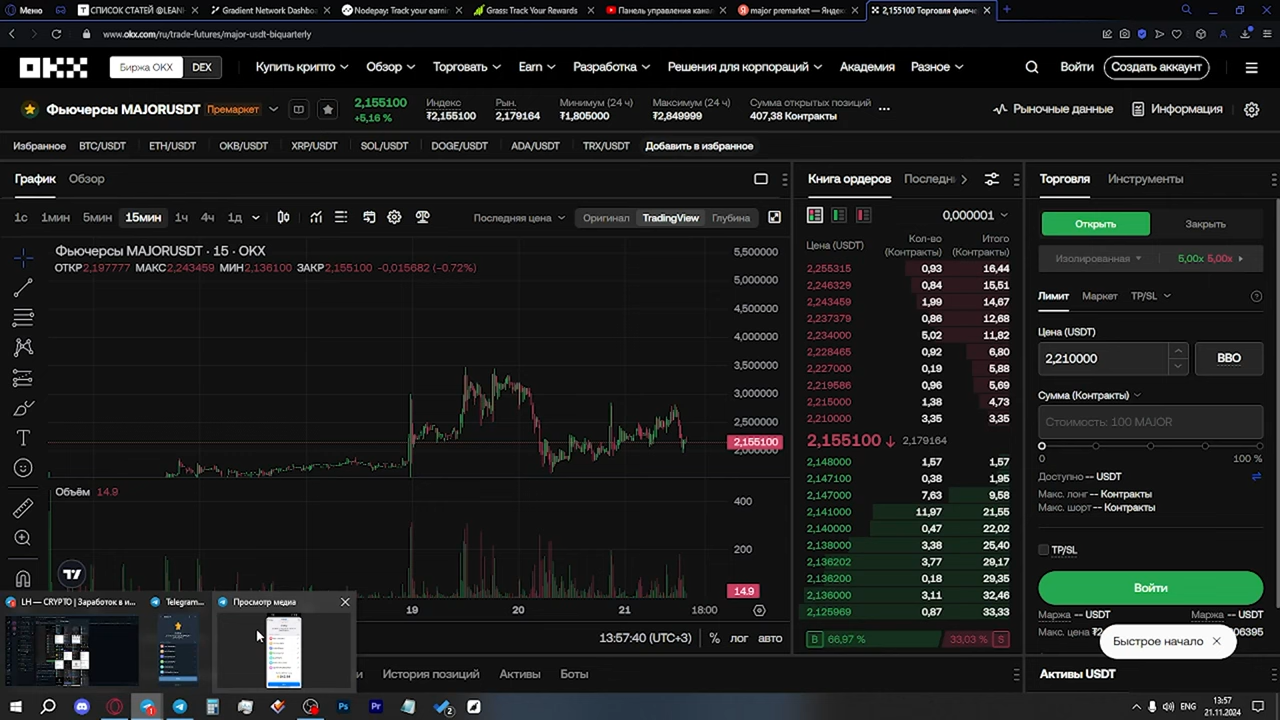 Меню
СПИСОК СТАТЕЙ @LEAN
Gradient Network Dashbo
Nodepay: Track your earnin
Grass: Track Your Rewards
Панель управления канал
major premarket — Яндек
2,155100 Торговля фьюче
www.okx.com/ru/trade-futures/major-usdt-biquarterly
OKX
Биржа OKX
DEX
Купить крипто
Обзор
Торговать
Earn
Разработка
Решения для корпораций
Академия
Разное
Войти
Создать аккаунт
Фьючерсы MAJORUSDT
Премаркет
2,155100
+5,16 %
Индекс
₮2,155100
Рын.
2,179164
Минимум (24 ч)
₮1,805000
Максимум (24 ч)
₮2,849999
Сумма открытых позиций
407,38 Контракты
Рыночные данные
Информация
Избранное
BTC/USDT
ETH/USDT
OKB/USDT
XRP/USDT
SOL/USDT
DOGE/USDT
ADA/USDT
TRX/USDT
Добавить в избранное
График
Обзор
1с 1мин 5мин 15мин 1ч 4ч 1д
Последняя цена
Оригинал
TradingView
Глубина
Фьючерсы MAJORUSDT · 15 · OKX
ОТКР2,197777 МАКС2,243459 МИН2,136100 ЗАКР2,155100 -0,015682 (-0.72%)
5,500000
5,000000
4,500000
4,000000
3,500000
3,000000
2,500000
2,155100
2,000000
Объём 14.9
400
200
14.9
19 20 21 18:00
13:57:40 (UTC+3)
%
лог
авто
История позиций
Активы
Боты
Книга ордеров
Последн
0,000001
Цена (USDT)
Кол-во (Контракты)
Итого (Контракты)
2,255315 0,93 16,44
2,246329 0,84 15,51
2,243459 1,99 14,67
2,237379 0,86 12,68
2,234000 5,02 11,82
2,228465 0,92 6,80
2,227000 0,19 5,88
2,219586 0,96 5,69
2,215000 1,38 4,73
2,210000 3,35 3,35
2,155100↓ 2,179164
2,148000 1,57 1,57
2,147100 0,38 1,95
2,147000 7,63 9,58
2,141000 11,97 21,55
2,140000 0,47 22,02
2,138000 3,38 25,40
2,136202 3,77 29,17
2,136200 0,18 29,35
2,136000 3,11 32,46
2,125969 0,87 33,33
B 66,97 %
33,03% S
Торговля
Инструменты
Открыть
Закрыть
Изолированная
5,00x 5,00x
Лимит
Маркет
TP/SL
Цена (USDT)
2,210000
BBO
Сумма (Контракты)
Стоимость: 100 MAJOR
0
100 %
Доступно -- USDT
Макс. лонг -- Контракты
Макс. шорт -- Контракты
TP/SL
Войти
Маржа -- USDT
Маржа -- USDT
Макс. цена ₮2
6395
Быстрое начало
Активы USDT
LH — CRYPTO | Заработок в и...
Telegram...
Просмотр медиа
ENG
13:57
21.11.2024